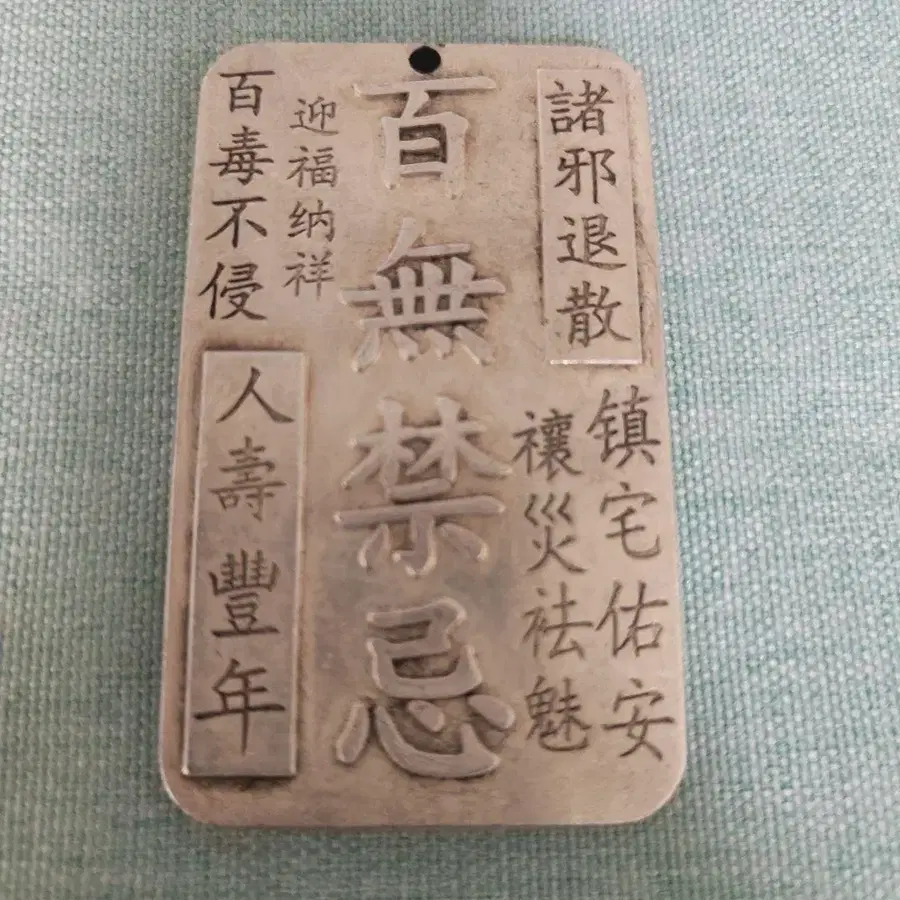 諸邪退散
镇宅佑安
禳災祛魅
百無禁忌
迎福纳祥
百毒不侵
人壽豐年